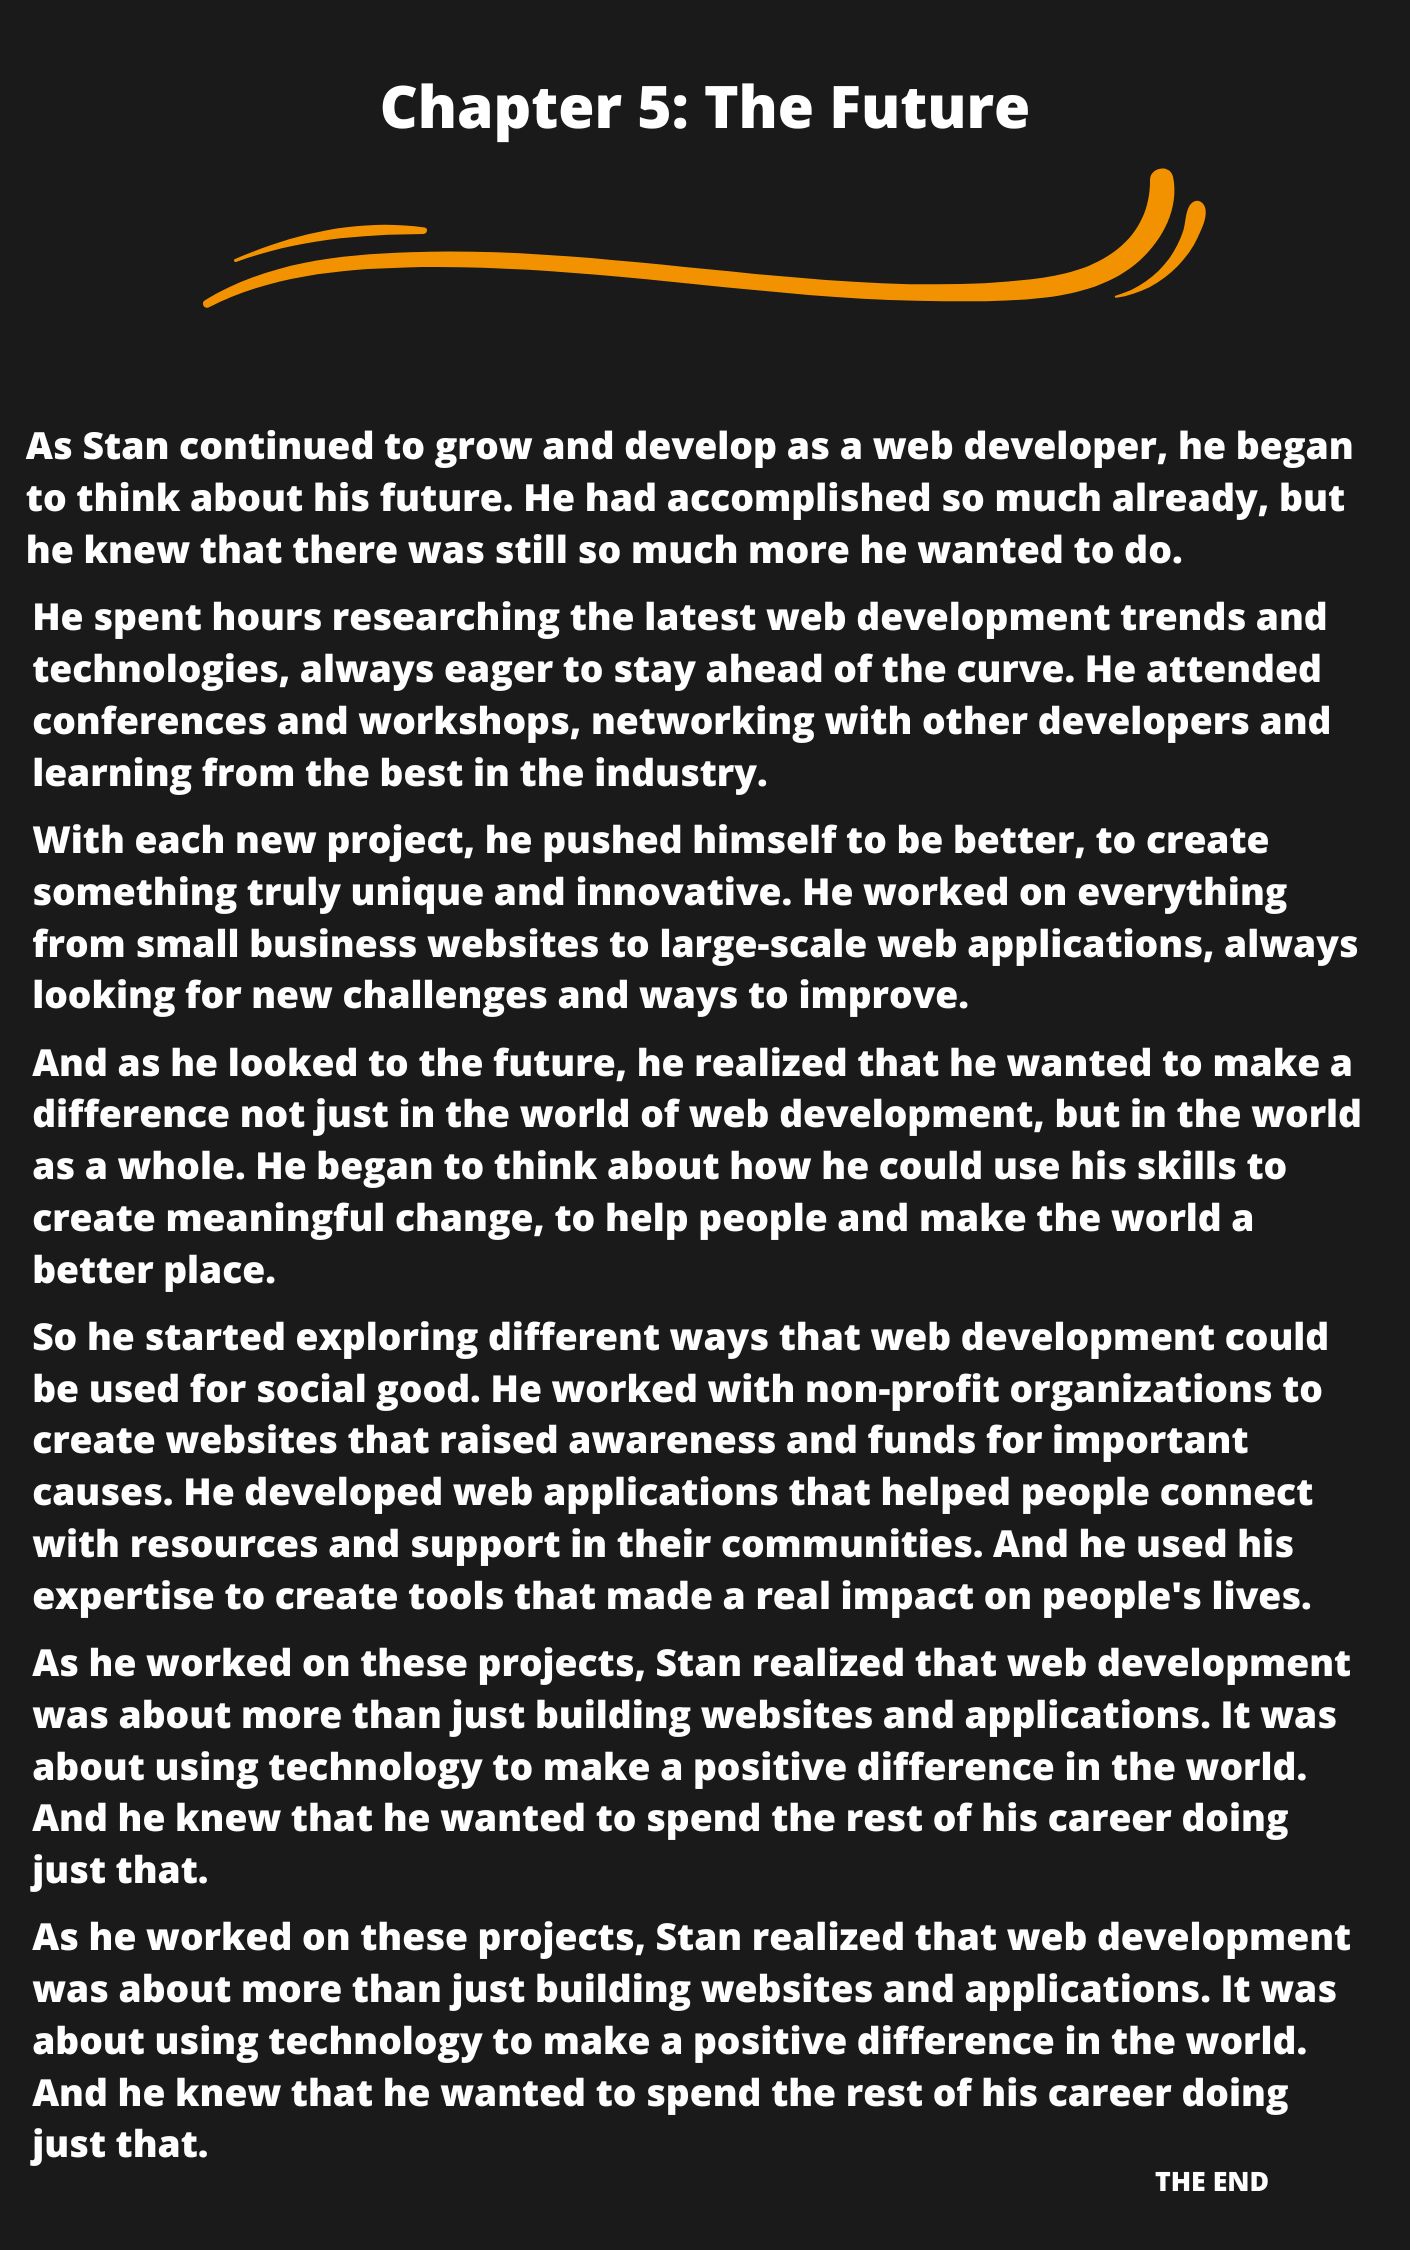 Chapter 5: The Future
As Stan continued to grow and develop as a web developer, he began
to think about his future. He had accomplished so much already, but
he knew that there was still so much more he wanted to do.
He spent hours researching the latest web development trends and
technologies, always eager to stay ahead of the curve. He attended
conferences and workshops, networking with other developers and
learning from the best in the industry.
With each new project, he pushed himself to be better, to create
something truly unique and innovative. He worked on everything
from small business websites to large-scale web applications, always
looking for new challenges and ways to improve.
And as he looked to the future, he realized that he wanted to make a
difference not just in the world of web development, but in the world
as a whole. He began to think about how he could use his skills to
create meaningful change, to help people and make the world a
better place.
So he started exploring different ways that web development could
be used for social good. He worked with non-profit organizations to
create websites that raised awareness and funds for important
causes. He developed web applications that helped people connect
with resources and support in their communities. And he used his
expertise to create tools that made a real impact on people's lives.
As he worked on these projects, Stan realized that web development
was about more than just building websites and applications. It was
about using technology to make a positive difference in the world.
And he knew that he wanted to spend the rest of his career doing
just that.
As he worked on these projects, Stan realized that web development
was about more than just building websites and applications. It was
about using technology to make a positive difference in the world.
And he knew that he wanted to spend the rest of his career doing
just that.
THE END